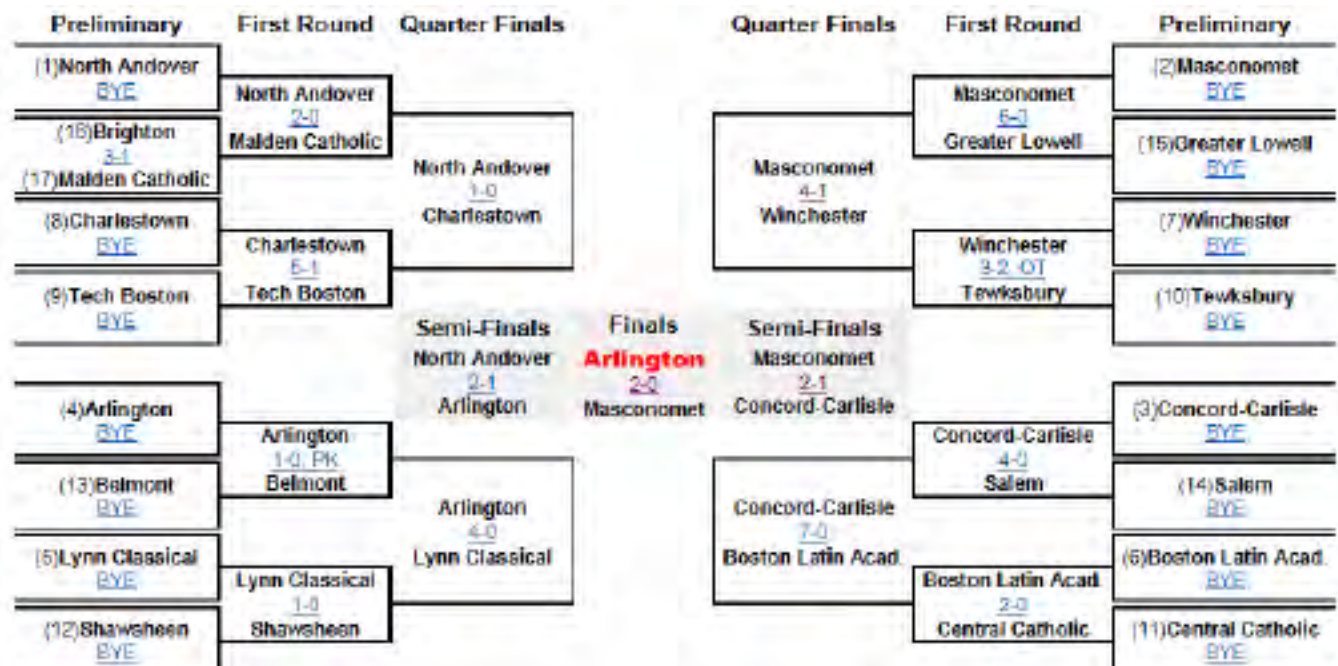 Preliminary First Round Quarter Finals Quarter Finals First Round Preliminary
(1)North Andover
BYE
(16)Brighton
3-1
(17)Malden Catholic
(8)Charlestown
BYE
(9)Tech Boston
BYE
(4)Arlington
BYE
(13)Belmont
BYE
(5)Lynn Classical
BYE
(12)Shawsheen
BYE
North Andover
2-0
Malden Catholic
Charlestown
5-1
Tech Boston
Arlington
1-0, PK
Belmont
Lynn Classical
1-0
Shawsheen
North Andover
1-0
Charlestown
Semi-Finals
North Andover
2-1
Arlington
Arlington
4-0
Lynn Classical
Finals
Arlington
2-0
Masconomet
Masconomet
4-1
Winchester
Semi-Finals
Masconomet
2-1
Concord-Carlisle
Concord-Carlisle
7-0
Boston Latin Acad.
Masconomet
6-0
Greater Lowell
Winchester
3-2, OT
Tewksbury
Concord-Carlisle
4-0
Salem
Boston Latin Acad.
2-0
Central Catholic
(2)Masconomet
BYE
(15)Greater Lowell
BYE
(7)Winchester
BYE
(10)Tewksbury
BYE
(3)Concord-Carlisle
BYE
(14)Salem
BYE
(6)Boston Latin Acad.
BYE
(11)Central Catholic
BYE